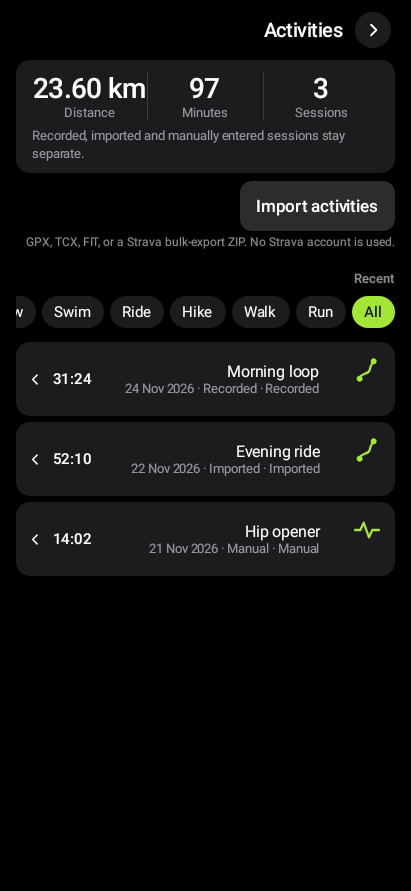 Activities
23.60 km
97
3
Distance
Minutes
Sessions
Recorded, imported and manually entered sessions stay
separate.
Import activities
GPX, TCX, FIT, or a Strava bulk-export ZIP. No Strava account is used.
Recent
All
Run
Walk
Hike
Ride
Swim
w
Morning loop
31:24
24 Nov 2026 · Recorded · Recorded
Evening ride
52:10
22 Nov 2026 · Imported · Imported
Hip opener
14:02
21 Nov 2026 · Manual · Manual